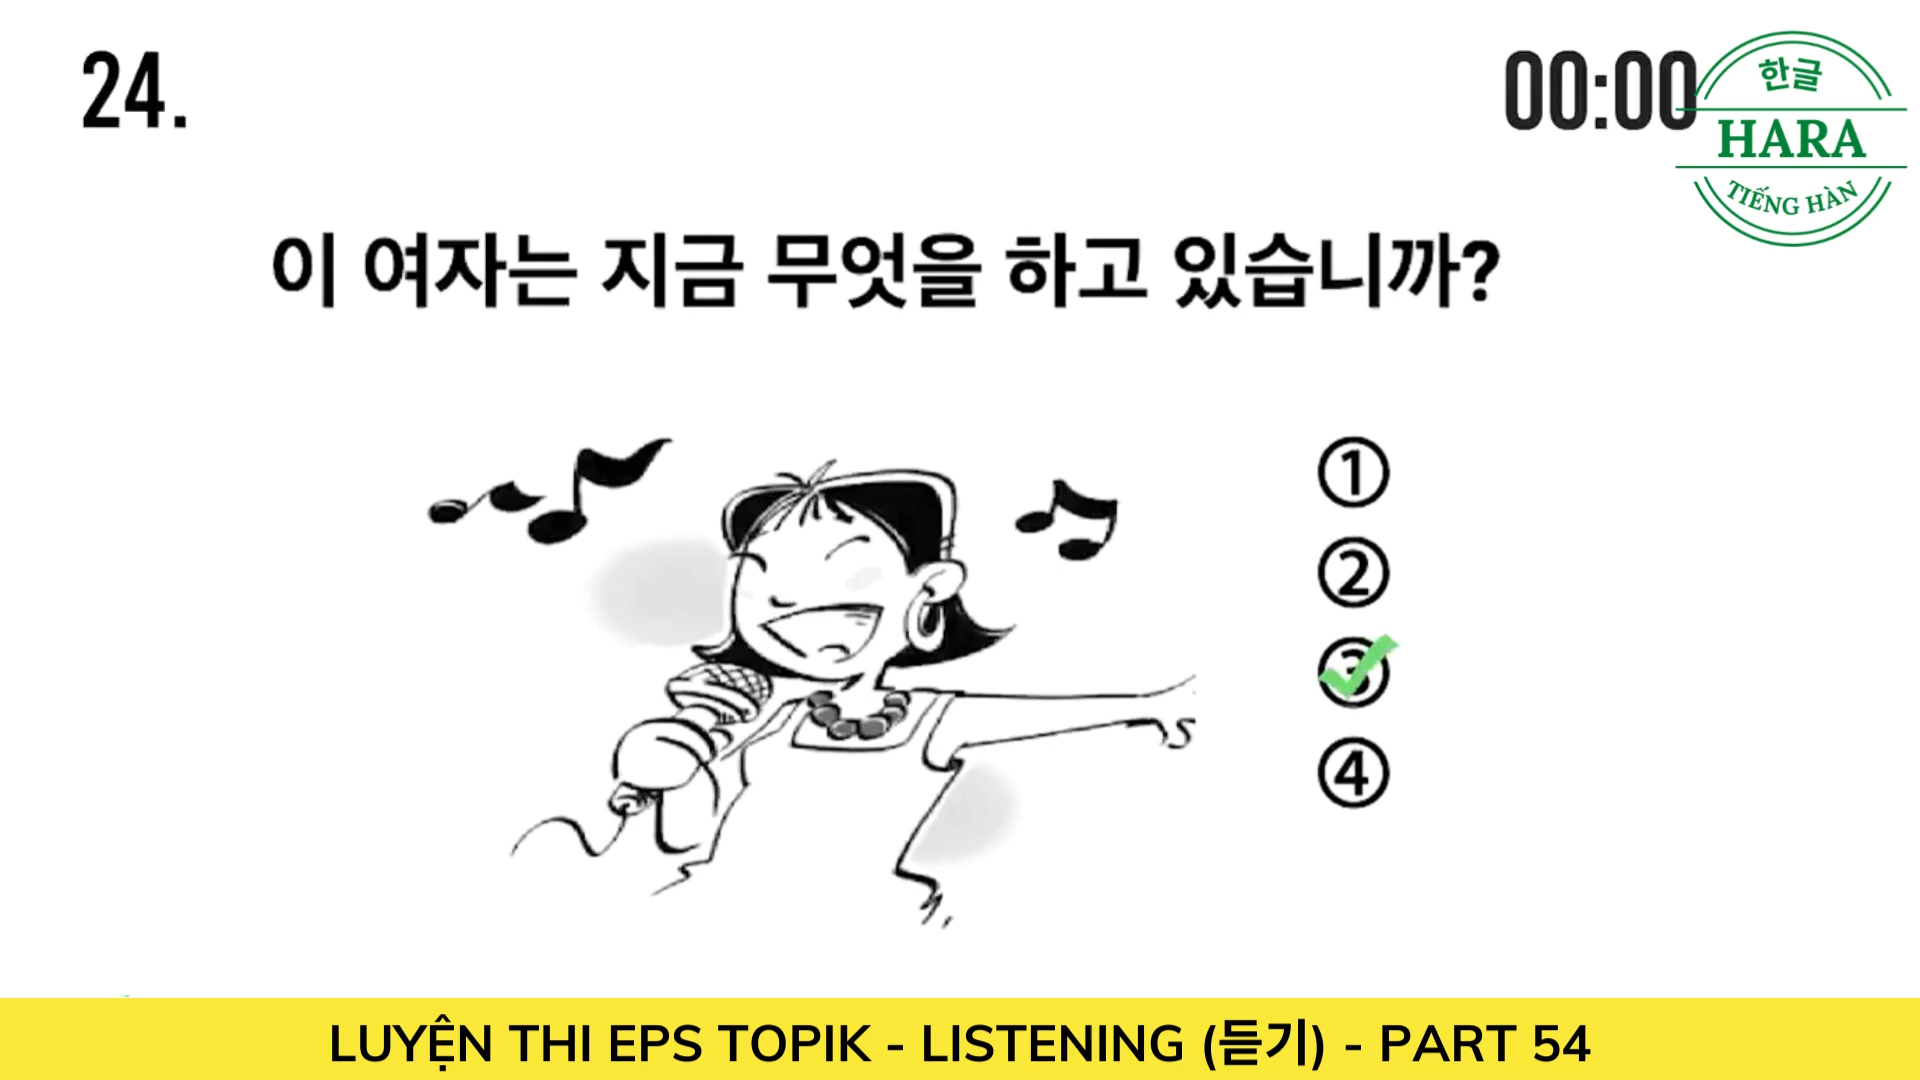 24.
00:00
한글
HARA
TIẾNG HÀN
이 여자는 지금 무엇을 하고 있습니까?
①
②
③
④
LUYỆN THI EPS TOPIK - LISTENING (듣기) - PART 54